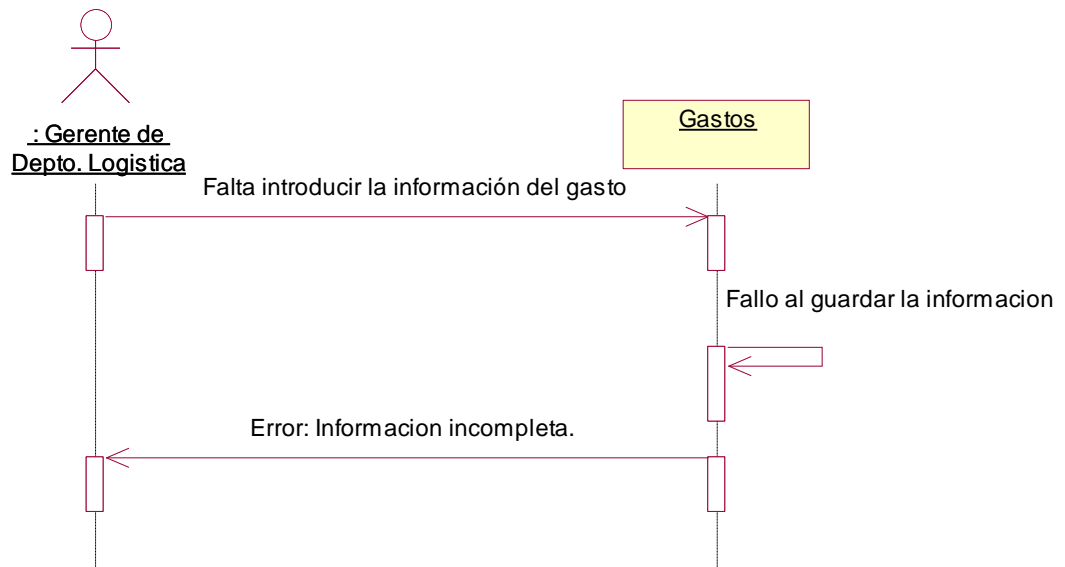 : Gerente de
Depto. Logistica
Gastos
Falta introducir la información del gasto
Fallo al guardar la informacion
Error: Informacion incompleta.